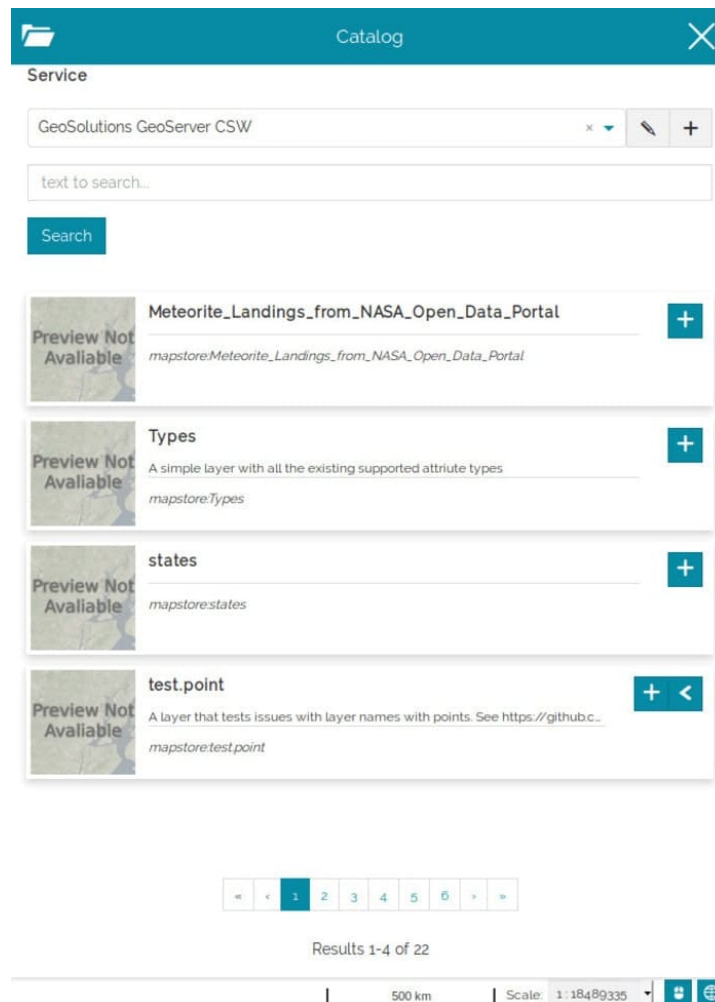 Catalog
Service
GeoSolutions GeoServer CSW
text to search...
Search
Preview Not Avaliable
Meteorite_Landings_from_NASA_Open_Data_Portal
mapstore:Meteorite_Landings_from_NASA_Open_Data_Portal
Preview Not Avaliable
Types
A simple layer with all the existing supported attriute types
mapstore:Types
Preview Not Avaliable
states
mapstore:states
Preview Not Avaliable
test.point
A layer that tests issues with layer names with points. See https://github.c...
mapstore:test.point
« ‹ 1 2 3 4 5 6 › »
Results 1-4 of 22
500 km
Scale: 1 : 18489335